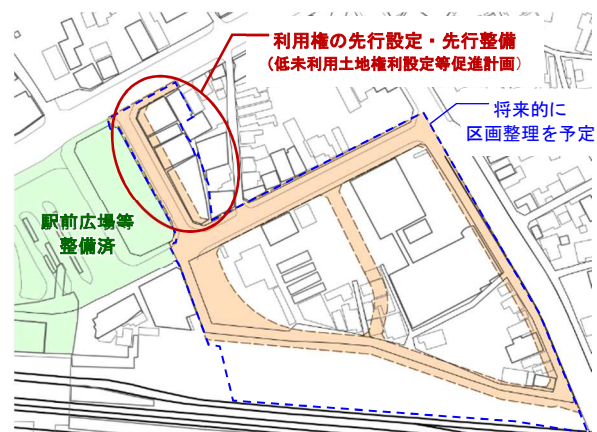 利用権の先行設定・先行整備
（低未利用土地権利設定等促進計画）
将来的に
区画整理を予定
駅前広場等
整備済